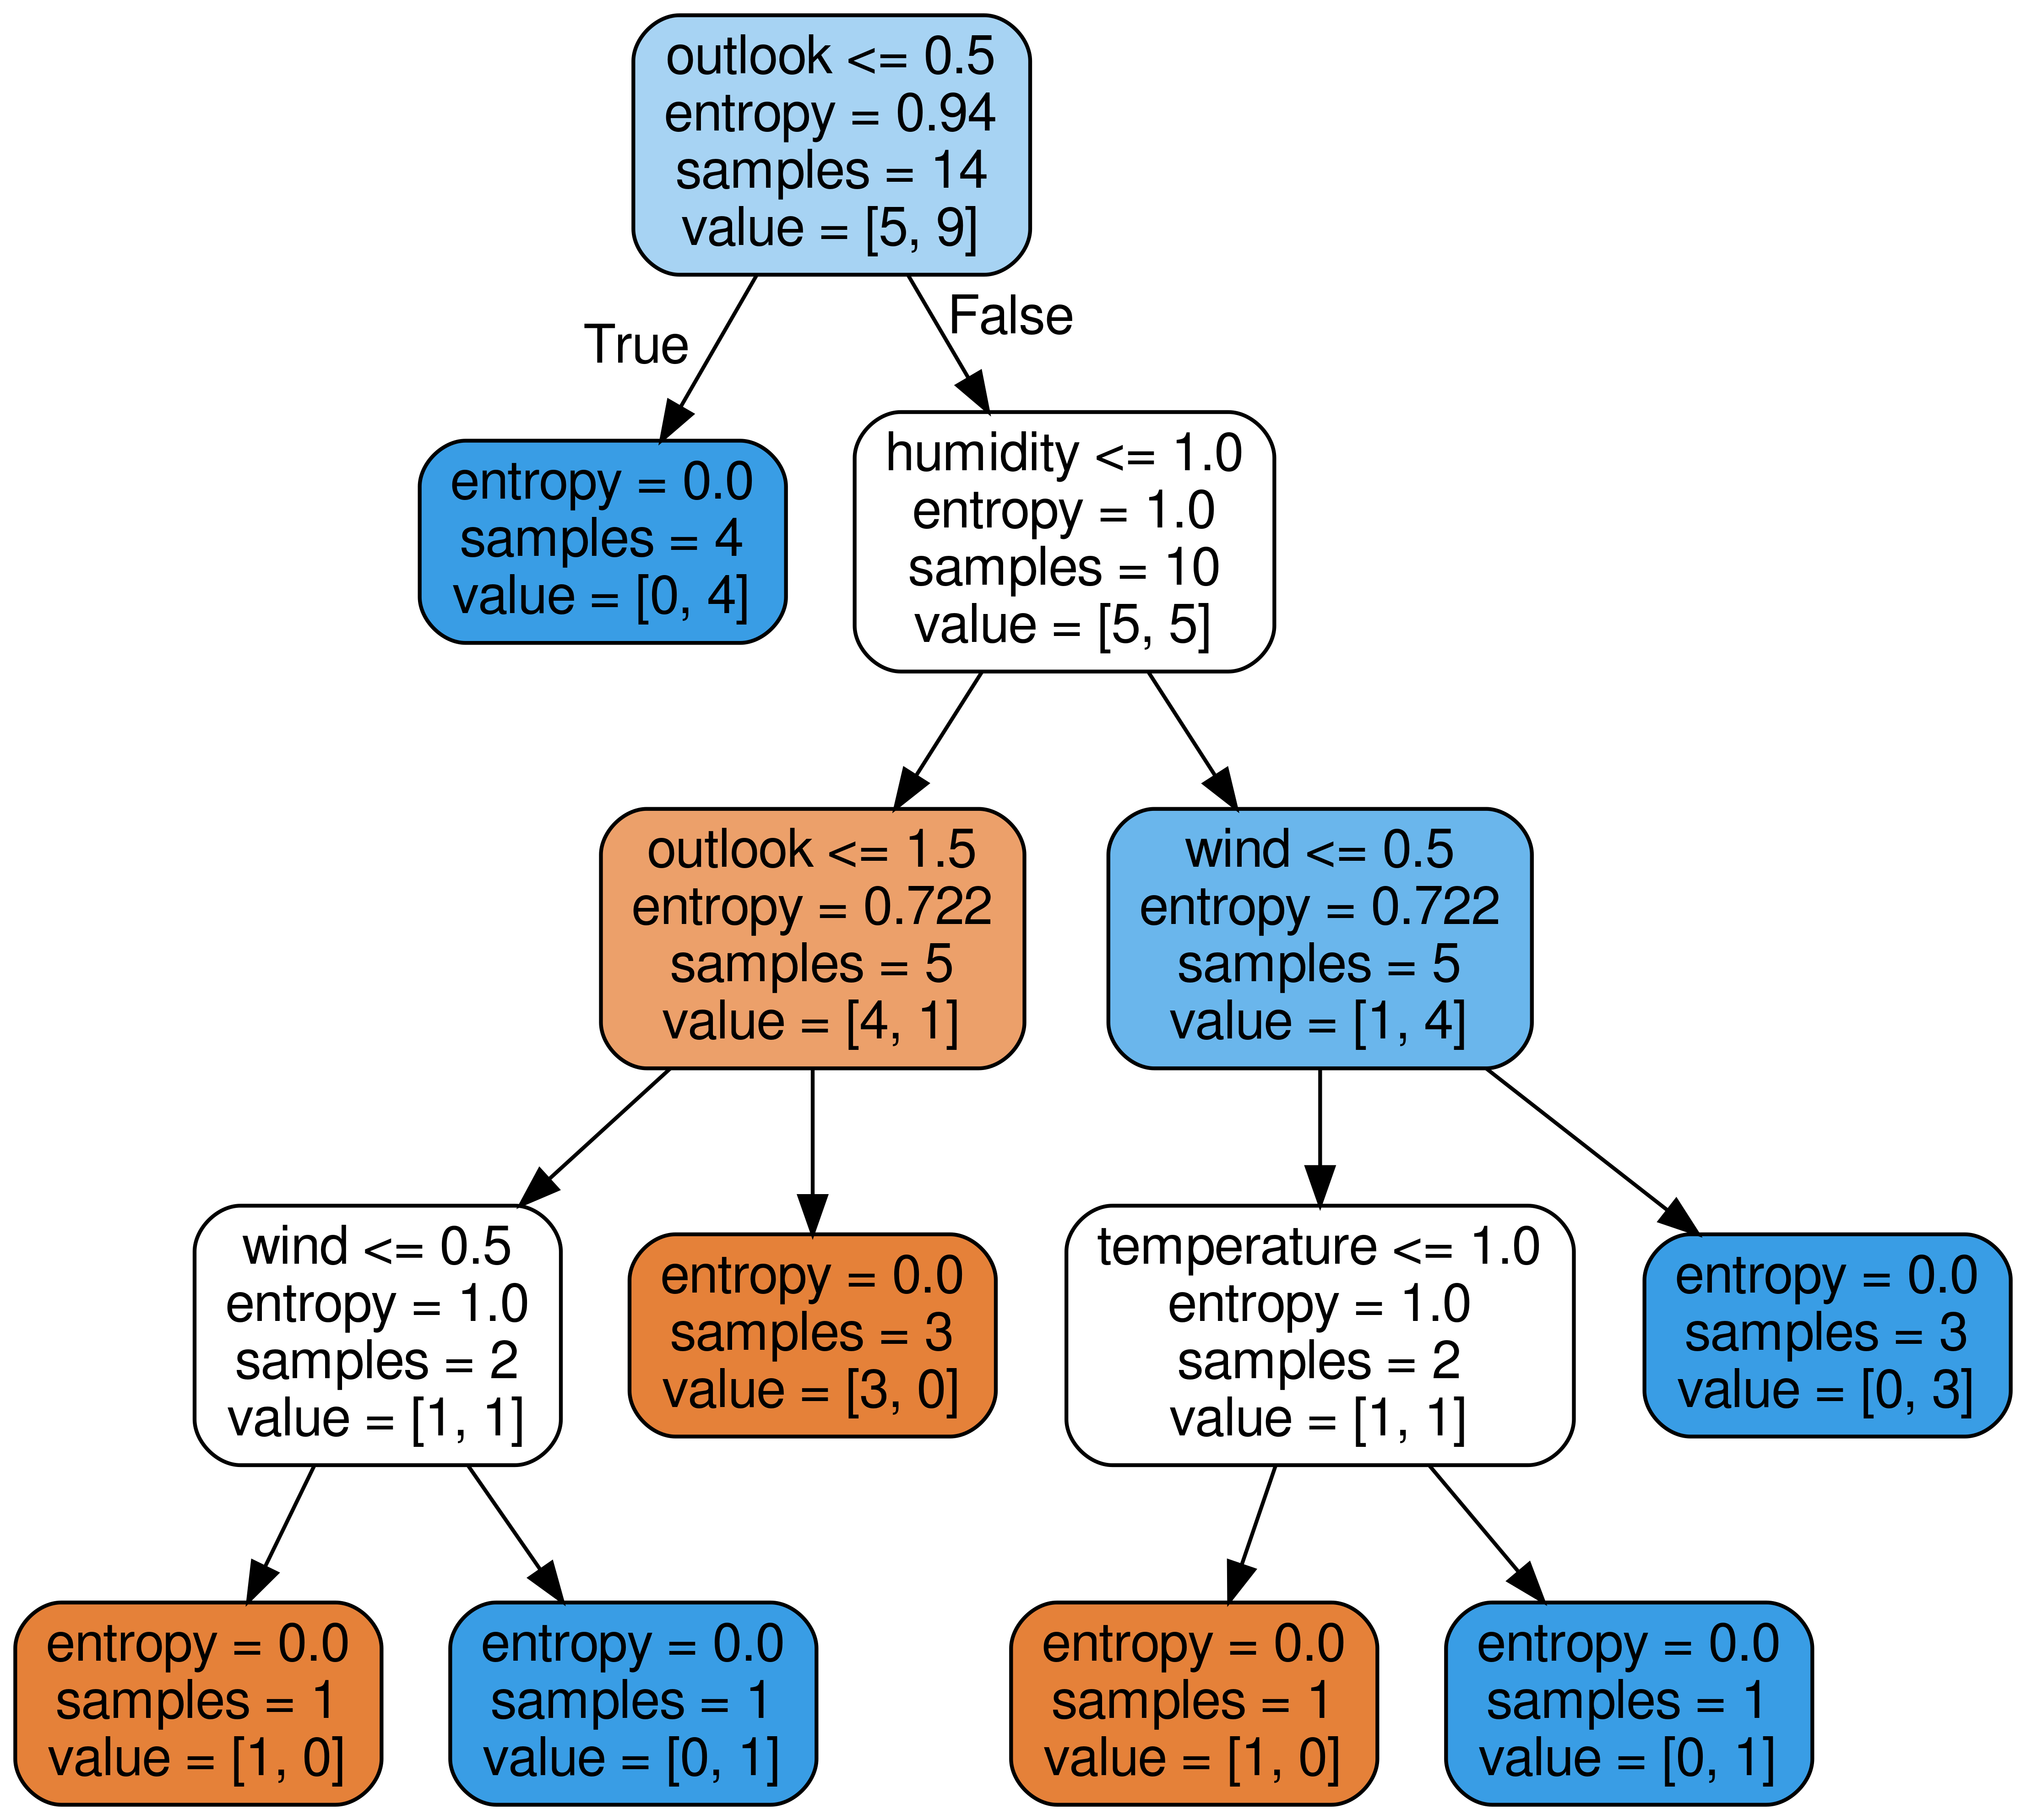 outlook <= 0.5
entropy = 0.94
samples = 14
value = [5, 9]
True
False
entropy = 0.0
samples = 4
value = [0, 4]
humidity <= 1.0
entropy = 1.0
samples = 10
value = [5, 5]
outlook <= 1.5
entropy = 0.722
samples = 5
value = [4, 1]
wind <= 0.5
entropy = 0.722
samples = 5
value = [1, 4]
wind <= 0.5
entropy = 1.0
samples = 2
value = [1, 1]
entropy = 0.0
samples = 3
value = [3, 0]
temperature <= 1.0
entropy = 1.0
samples = 2
value = [1, 1]
entropy = 0.0
samples = 3
value = [0, 3]
entropy = 0.0
samples = 1
value = [1, 0]
entropy = 0.0
samples = 1
value = [0, 1]
entropy = 0.0
samples = 1
value = [1, 0]
entropy = 0.0
samples = 1
value = [0, 1]